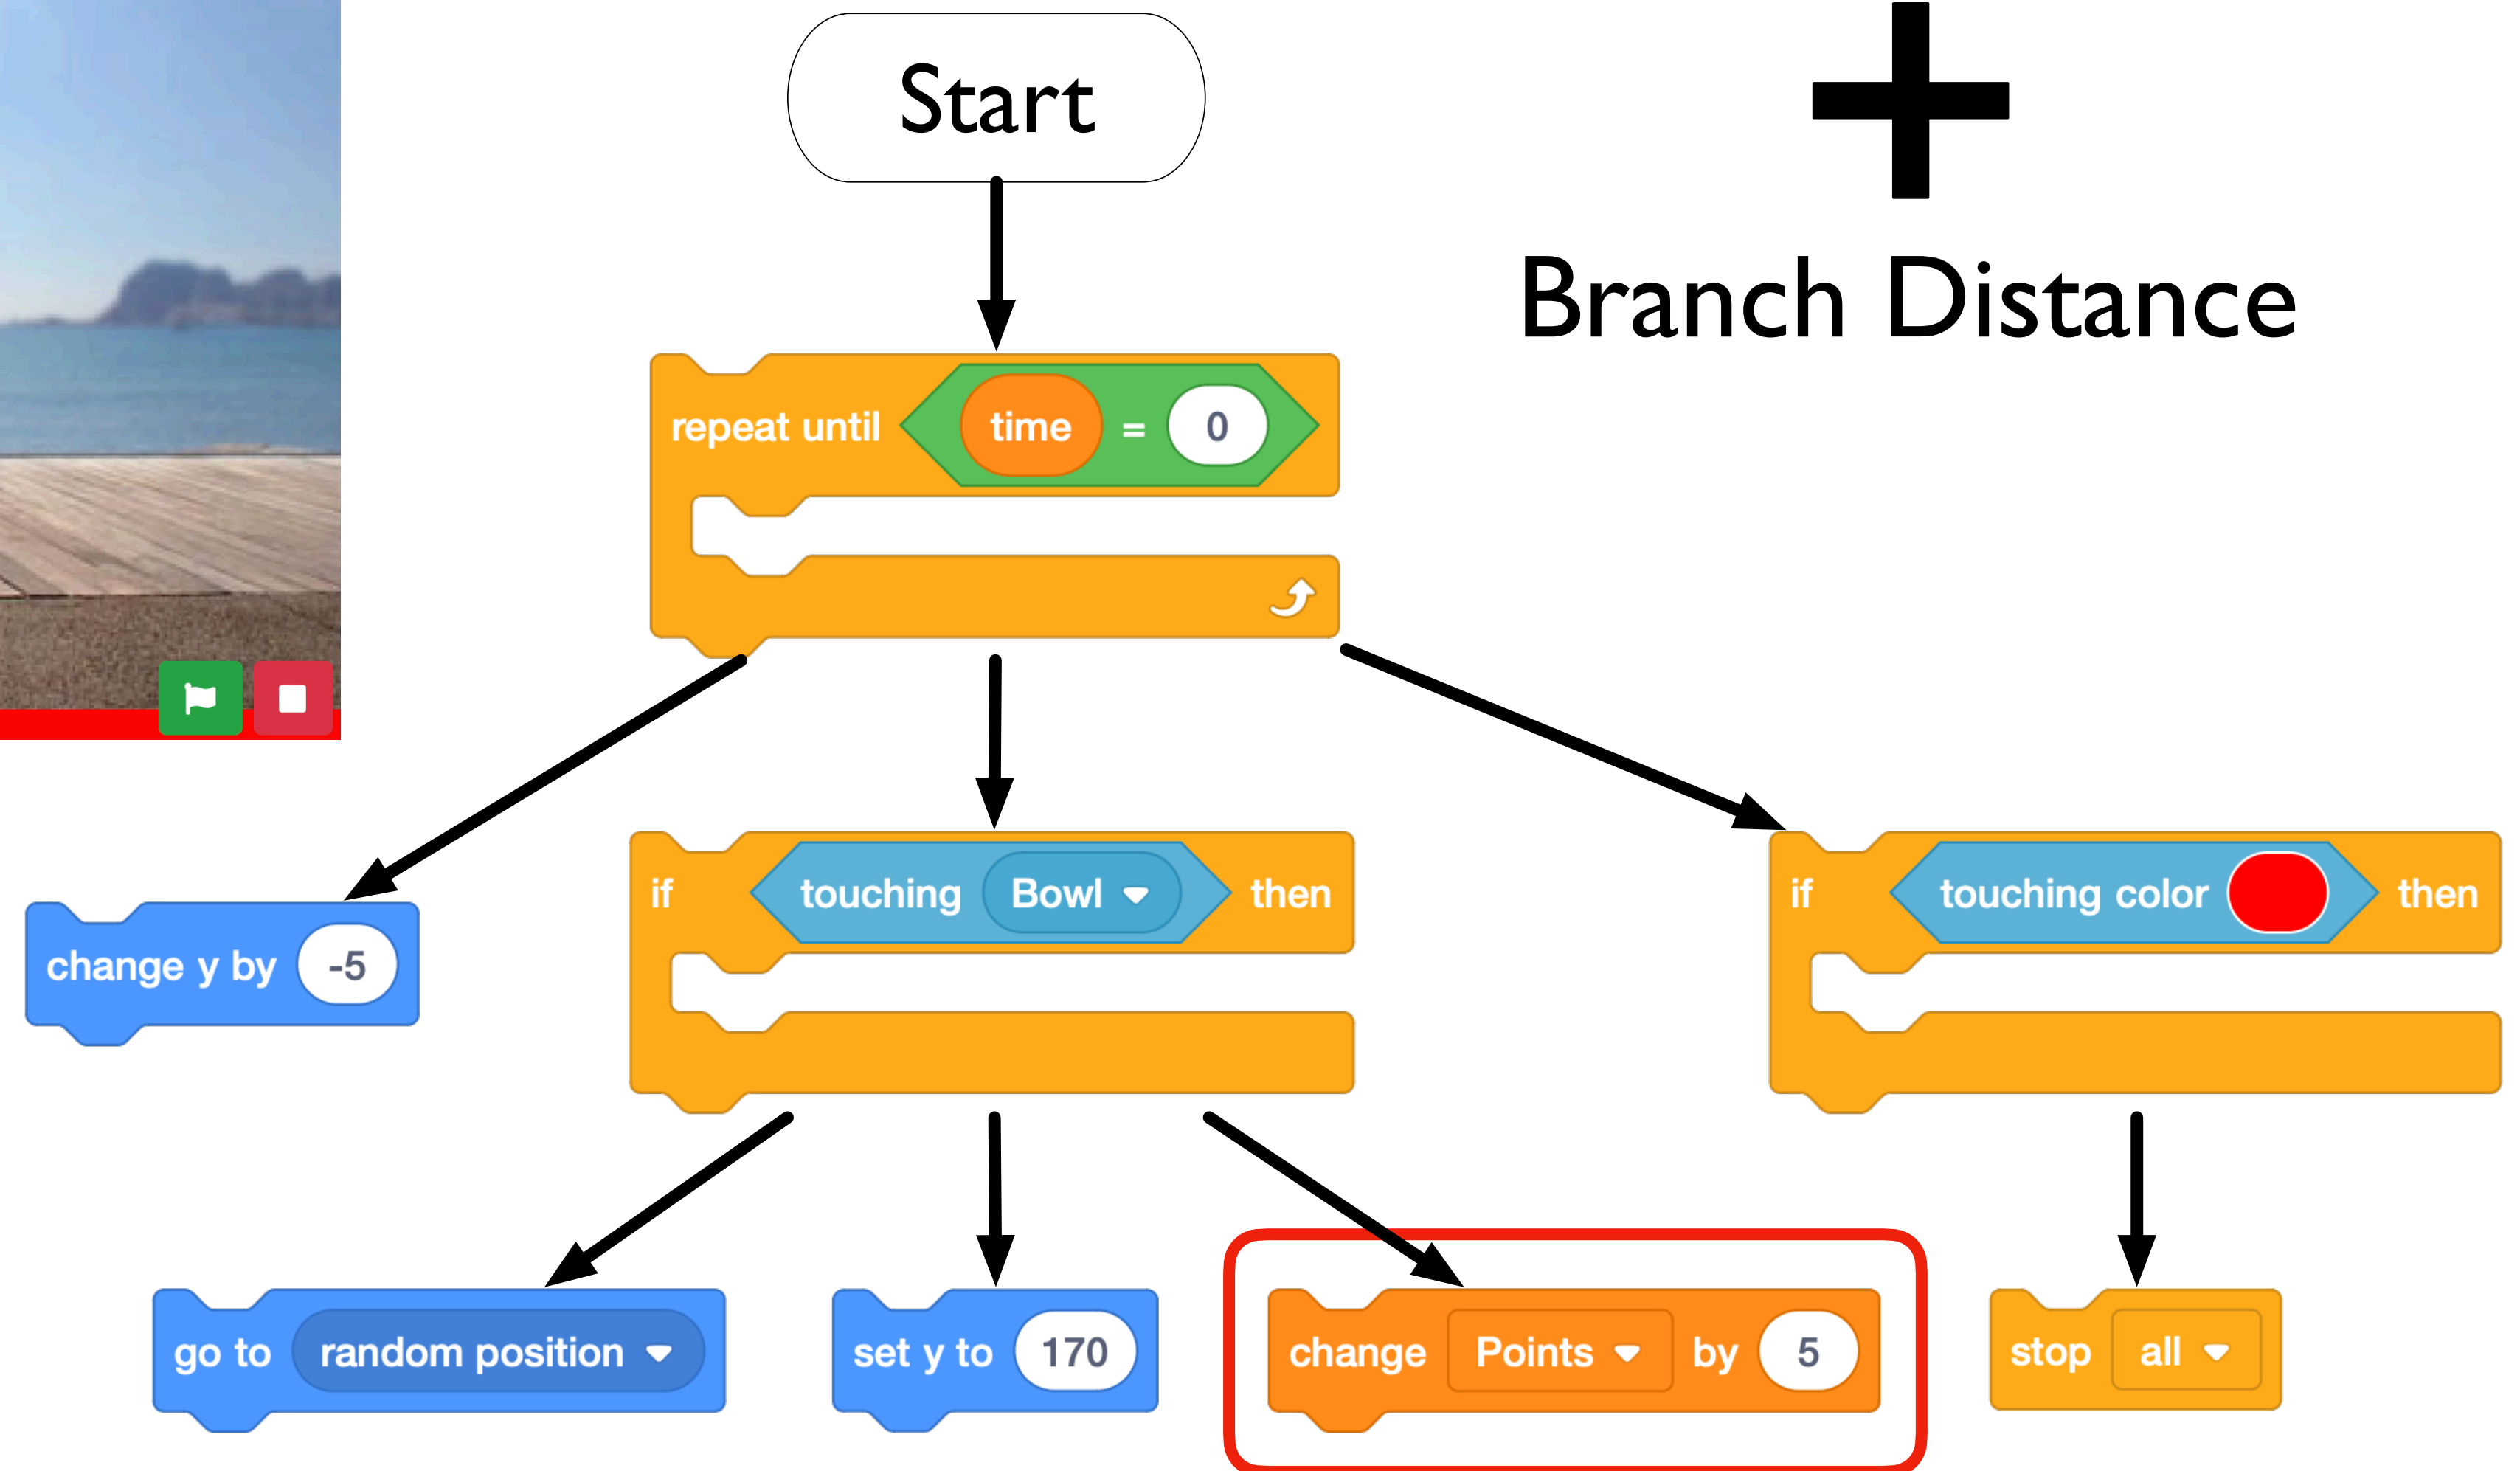 Start
Branch Distance
repeat until time = 0
change y by -5
if touching Bowl then
if touching color then
go to random position
set y to 170
change Points by 5
stop all